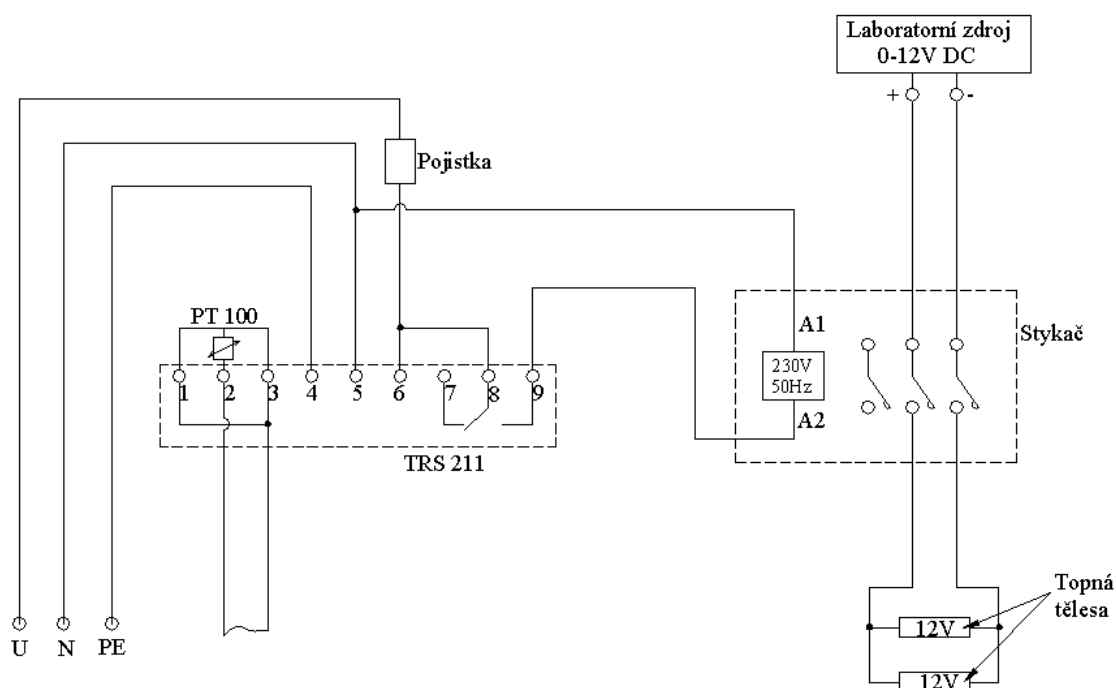 Laboratorní zdroj
0-12V DC
+
-
Pojistka
PT 100
A1
Stykač
230V
50Hz
1
2
3
4
5
6
7
8
9
A2
TRS 211
Topná
tělesa
12V
U
N
PE
12V